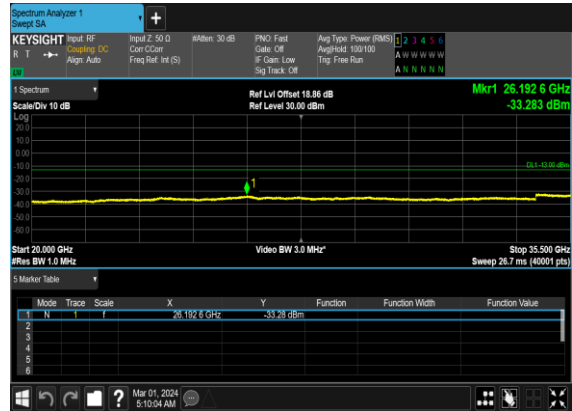 Spectrum Analyzer 1
Swept SA
+
KEYSIGHT Input: RF Input Z: 50 Ω #Atten: 30 dB PNO: Fast Avg Type: Power (RMS) 1 2 3 4 5 6
R T Coupling: DC Corr CCorr Gate: Off Avg|Hold: 100/100 A W W W W W
Align: Auto Freq Ref: Int (S) IF Gain: Low Trig: Free Run
Sig Track: Off A N N N N N
1 Spectrum Ref Lvl Offset 18.86 dB Mkr1 26.192 6 GHz
Scale/Div 10 dB Ref Level 30.00 dBm -33.283 dBm
Log
20.0
10.0
0.00
-10.0 DL1 -13.00 dBm
-20.0
1
-30.0
-40.0
-50.0
-60.0
Start 20.000 GHz Video BW 3.0 MHz* Stop 35.500 GHz
#Res BW 1.0 MHz Sweep 26.7 ms (40001 pts)
5 Marker Table
Mode Trace Scale X Y Function Function Width Function Value
1 N 1 f 26.192 6 GHz -33.28 dBm
2
3
4
5
6
? Mar 01, 2024
5:10:04 AM